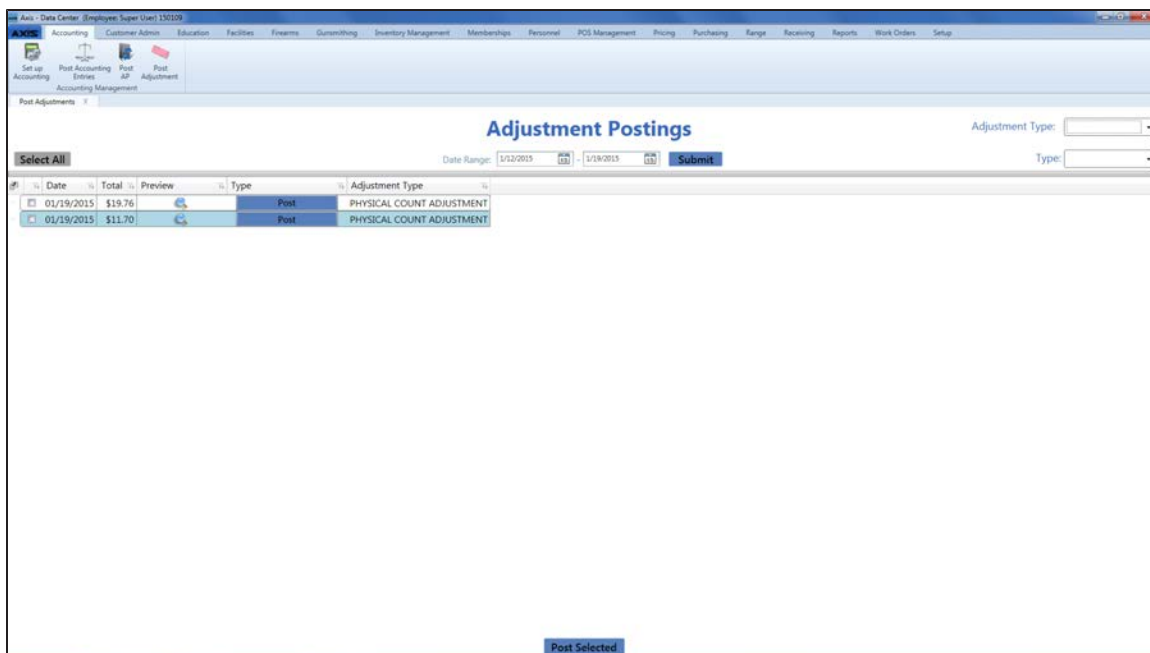 Axis - Data Center (Employee: Super User) 150109
AXIS Accounting Customer Admin Education Facilities Firearms Gunsmithing Inventory Management Memberships Personnel POS Management Pricing Purchasing Range Receiving Reports Work Orders Setup
Set up Post Accounting Post Post
Accounting Entries AP Adjustment
Accounting Management
Post Adjustments X
Adjustment Postings
Adjustment Type:
Select All
Date Range: 1/12/2015 15 - 1/19/2015 15 Submit
Type:
Date Total Preview Type Adjustment Type
01/19/2015 $19.76 Post PHYSICAL COUNT ADJUSTMENT
01/19/2015 $11.70 Post PHYSICAL COUNT ADJUSTMENT
Post Selected